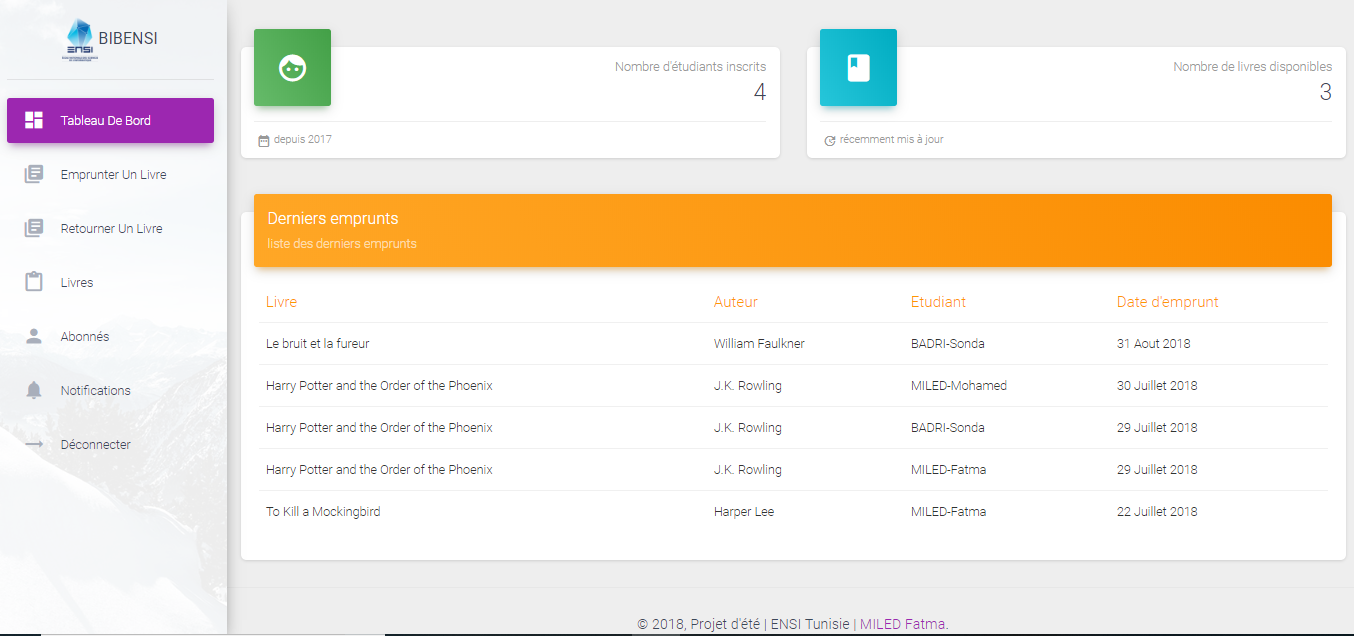 ENSI
BIBENSI
Tableau De Bord
Emprunter Un Livre
Retourner Un Livre
Livres
Abonnés
Notifications
Déconnecter
Nombre d'étudiants inscrits
4
depuis 2017
Nombre de livres disponibles
3
récemment mis à jour
Derniers emprunts
liste des derniers emprunts
Livre Auteur Etudiant Date d'emprunt
Le bruit et la fureur William Faulkner BADRI-Sonda 31 Aout 2018
Harry Potter and the Order of the Phoenix J.K. Rowling MILED-Mohamed 30 Juillet 2018
Harry Potter and the Order of the Phoenix J.K. Rowling BADRI-Sonda 29 Juillet 2018
Harry Potter and the Order of the Phoenix J.K. Rowling MILED-Fatma 29 Juillet 2018
To Kill a Mockingbird Harper Lee MILED-Fatma 22 Juillet 2018
© 2018, Projet d'été | ENSI Tunisie | MILED Fatma.